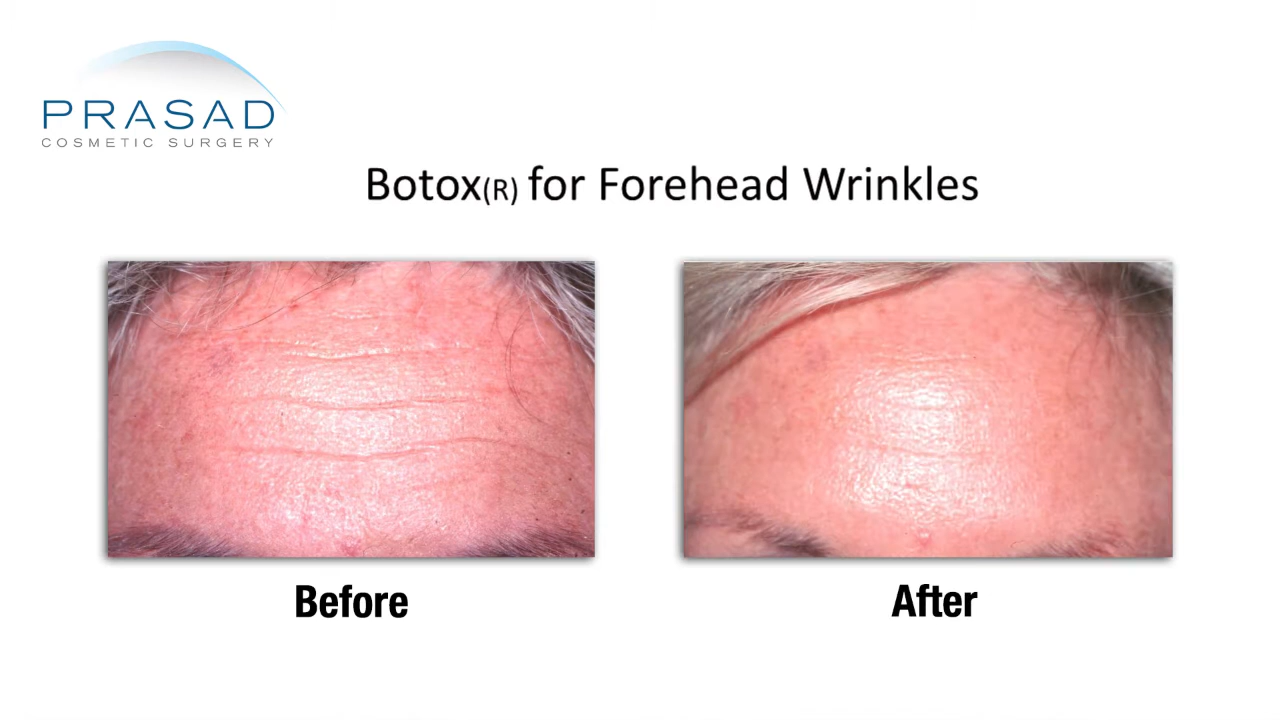 PRASAD
COSMETIC SURGERY
Botox(R) for Forehead Wrinkles
Before
After